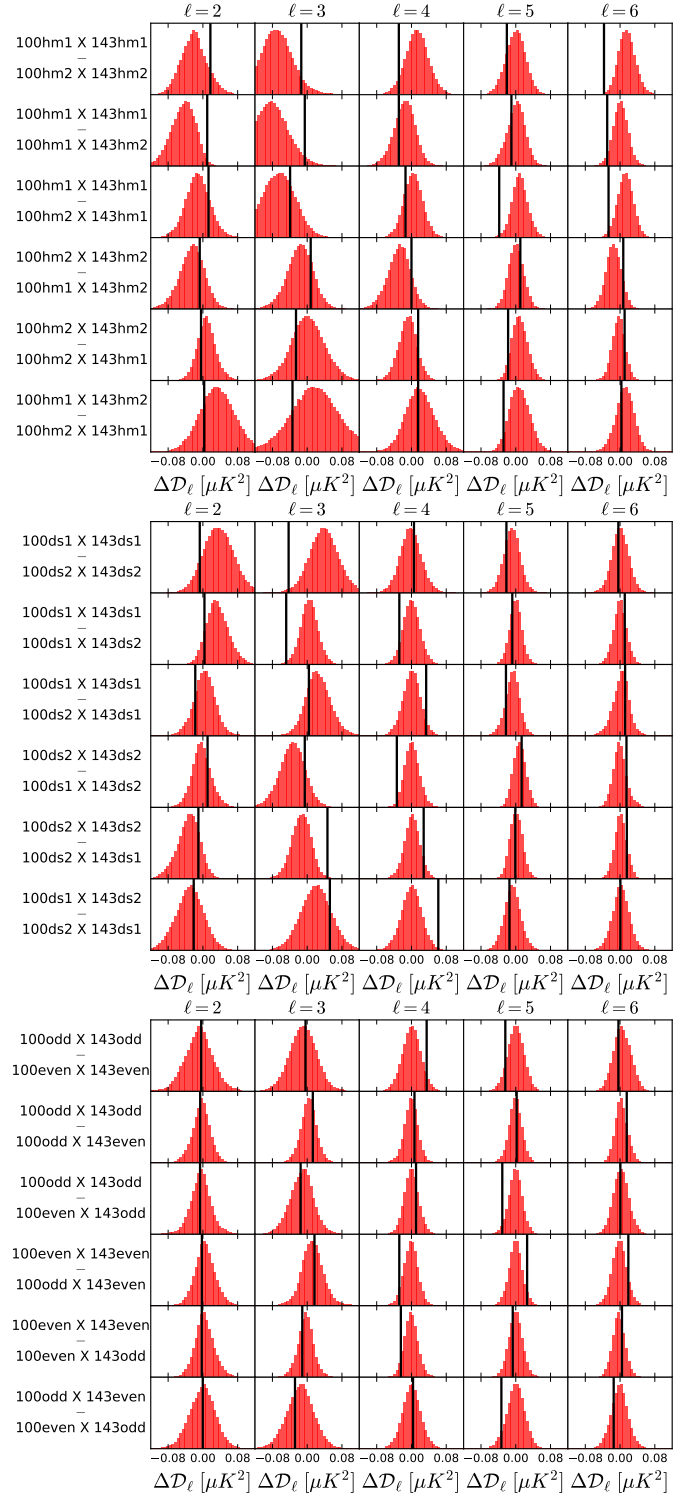 ℓ = 2 ℓ = 3 ℓ = 4 ℓ = 5 ℓ = 6
100hm1 X 143hm1
−
100hm2 X 143hm2
100hm1 X 143hm1
−
100hm1 X 143hm2
100hm1 X 143hm1
−
100hm2 X 143hm1
100hm2 X 143hm2
−
100hm1 X 143hm2
100hm2 X 143hm2
−
100hm2 X 143hm1
100hm1 X 143hm2
−
100hm2 X 143hm1
−0.08 0.00 0.08 −0.08 0.00 0.08 −0.08 0.00 0.08 −0.08 0.00 0.08 −0.08 0.00 0.08
Δ𝒟ℓ [μK²] Δ𝒟ℓ [μK²] Δ𝒟ℓ [μK²] Δ𝒟ℓ [μK²] Δ𝒟ℓ [μK²]
ℓ = 2 ℓ = 3 ℓ = 4 ℓ = 5 ℓ = 6
100ds1 X 143ds1
−
100ds2 X 143ds2
100ds1 X 143ds1
−
100ds1 X 143ds2
100ds1 X 143ds1
−
100ds2 X 143ds1
100ds2 X 143ds2
−
100ds1 X 143ds2
100ds2 X 143ds2
−
100ds2 X 143ds1
100ds1 X 143ds2
−
100ds2 X 143ds1
−0.08 0.00 0.08 −0.08 0.00 0.08 −0.08 0.00 0.08 −0.08 0.00 0.08 −0.08 0.00 0.08
Δ𝒟ℓ [μK²] Δ𝒟ℓ [μK²] Δ𝒟ℓ [μK²] Δ𝒟ℓ [μK²] Δ𝒟ℓ [μK²]
ℓ = 2 ℓ = 3 ℓ = 4 ℓ = 5 ℓ = 6
100odd X 143odd
−
100even X 143even
100odd X 143odd
−
100odd X 143even
100odd X 143odd
−
100even X 143odd
100even X 143even
−
100odd X 143even
100even X 143even
−
100even X 143odd
100odd X 143even
−
100even X 143odd
−0.08 0.00 0.08 −0.08 0.00 0.08 −0.08 0.00 0.08 −0.08 0.00 0.08 −0.08 0.00 0.08
Δ𝒟ℓ [μK²] Δ𝒟ℓ [μK²] Δ𝒟ℓ [μK²] Δ𝒟ℓ [μK²] Δ𝒟ℓ [μK²]